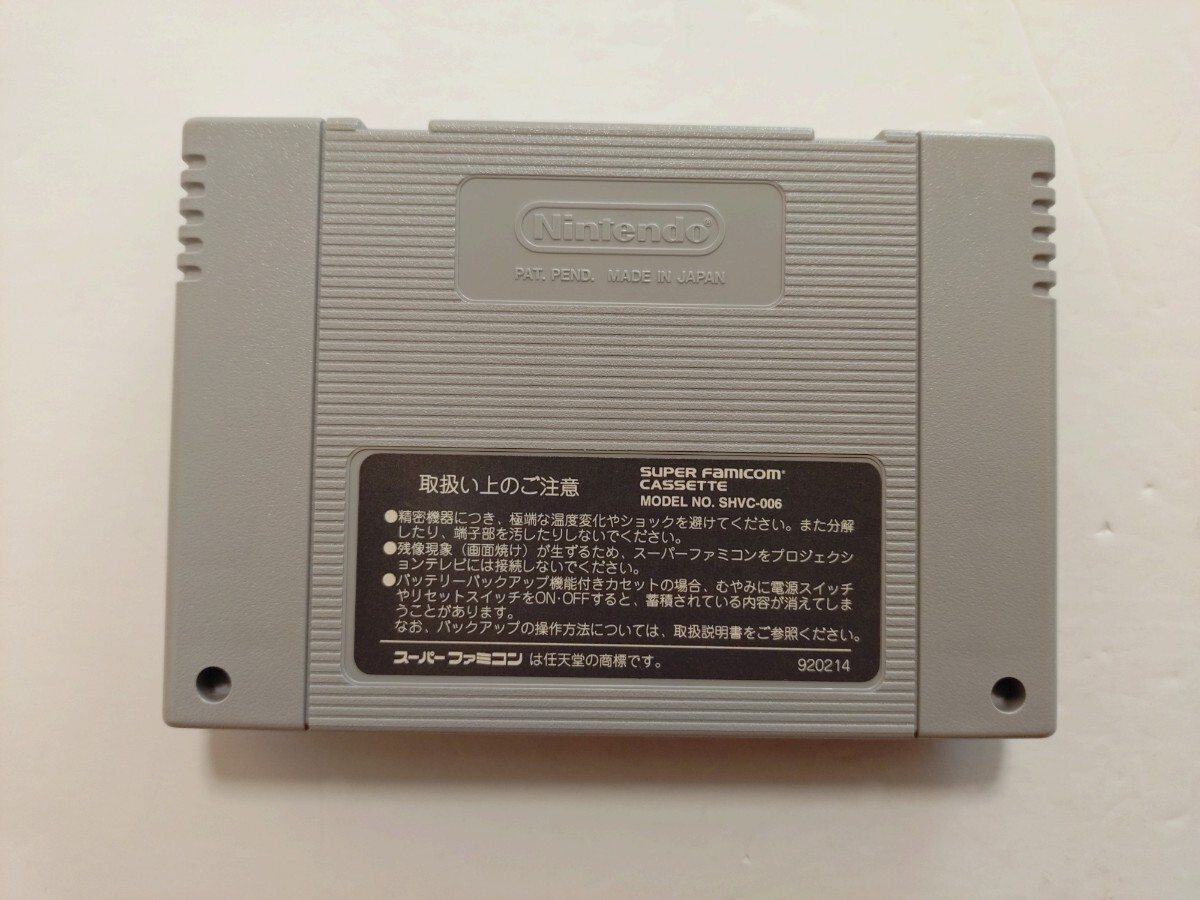 Nintendo®
PAT. PEND. MADE IN JAPAN
取扱い上のご注意
SUPER FAMICOM
CASSETTE
MODEL NO. SHVC-006
●精密機器につき、極端な温度変化やショックを避けてください。また分解
したり、端子部を汚したりしないでください。
●残像現象（画面焼け）が生ずるため、スーパーファミコンをプロジェクシ
ョンテレビには接続しないでください。
●バッテリーバックアップ機能付きカセットの場合、むやみに電源スイッチ
やリセットスイッチをON・OFFすると、蓄積されている内容が消えてしま
うことがあります。
なお、バックアップの操作方法については、取扱説明書をご参照ください。
スーパーファミコン は任天堂の商標です。
920214